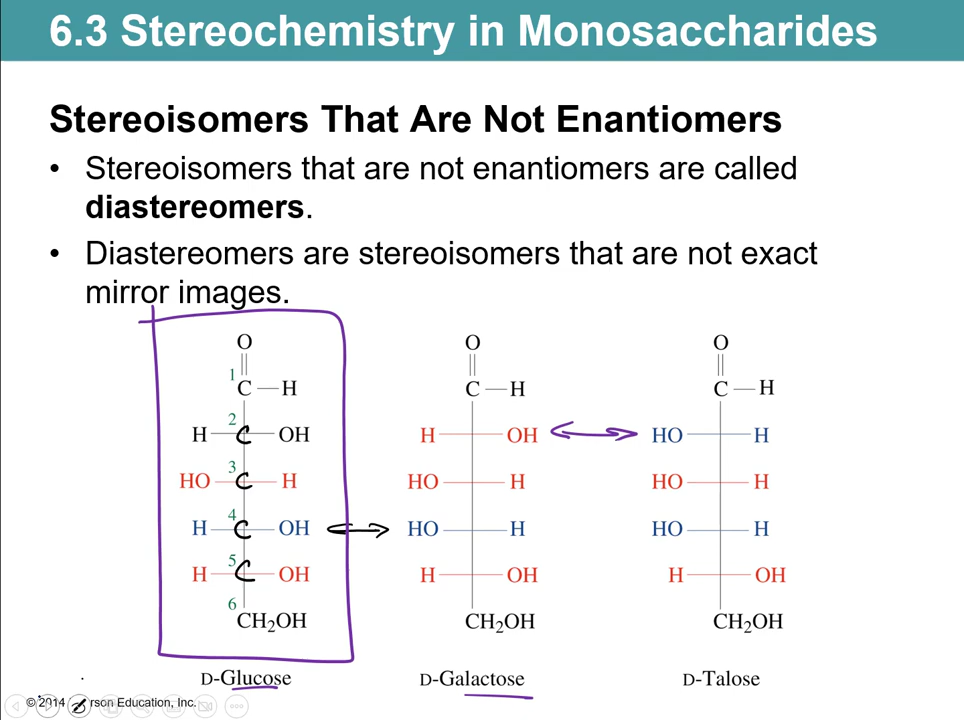 6.3 Stereochemistry in Monosaccharides
Stereoisomers That Are Not Enantiomers
• Stereoisomers that are not enantiomers are called
diastereomers.
• Diastereomers are stereoisomers that are not exact
mirror images.
O O O
1 C H C H C H
2 H C OH H OH HO H
3 HO C H HO H HO H
4 H C OH HO H HO H
5 H C OH H OH H OH
6 CH₂OH CH₂OH CH₂OH
D-Glucose D-Galactose D-Talose
© 2014 rson Education, Inc.